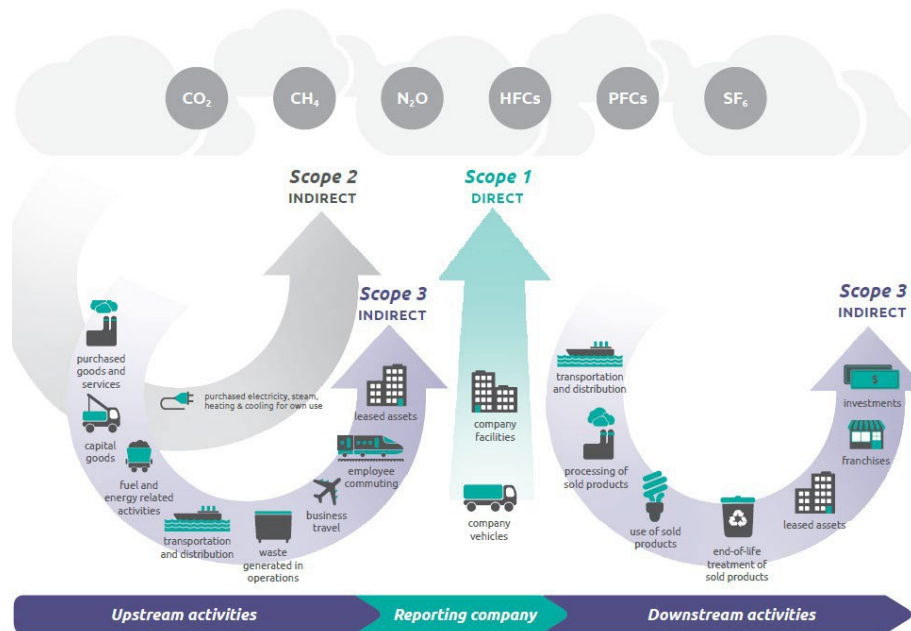 CO₂
CH₄
N₂O
HFCs
PFCs
SF₆
Scope 2
INDIRECT
Scope 1
DIRECT
Scope 3
INDIRECT
Scope 3
INDIRECT
purchased
goods and
services
capital
goods
fuel and
energy related
activities
transportation
and distribution
waste
generated in
operations
business
travel
employee
commuting
leased assets
purchased electricity, steam,
heating & cooling for own use
company
facilities
company
vehicles
transportation
and distribution
processing of
sold products
use of sold
products
end-of-life
treatment of
sold products
leased assets
franchises
investments
$
Upstream activities
Reporting company
Downstream activities